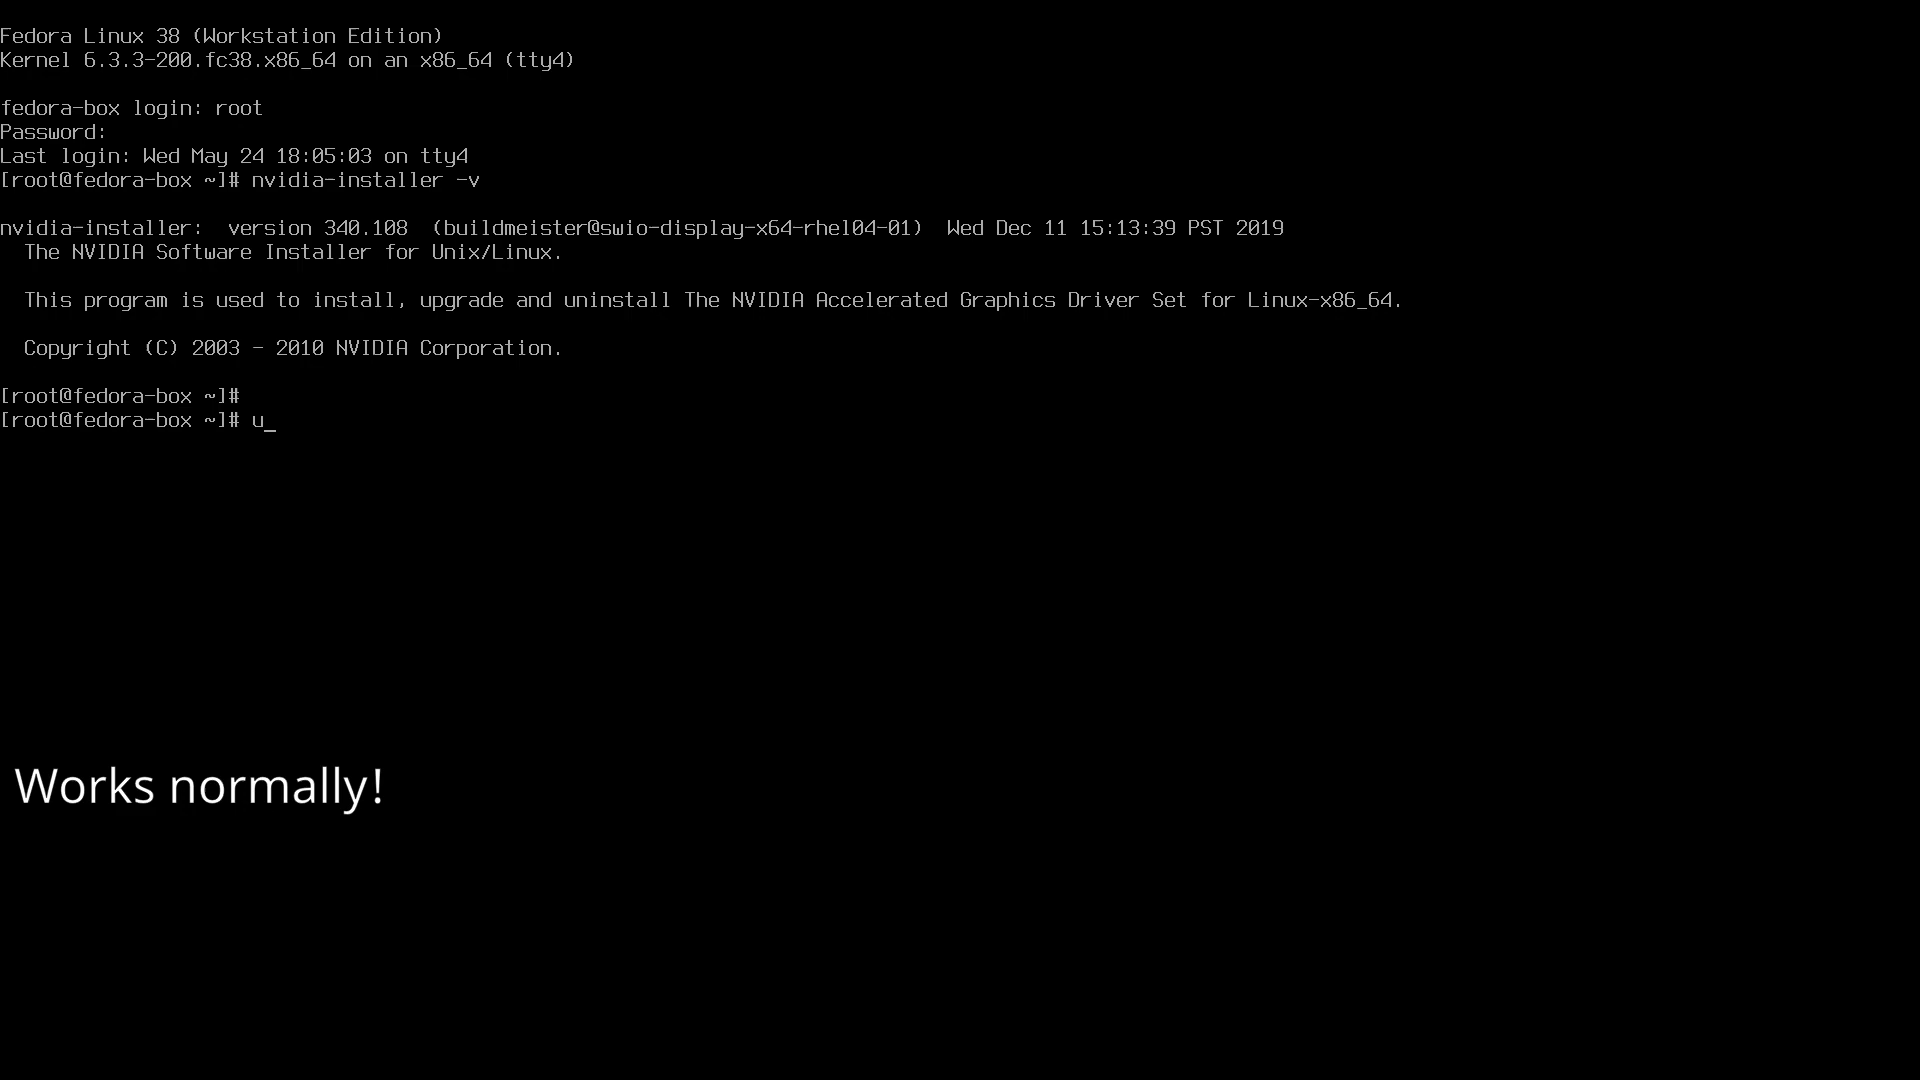 Fedora Linux 38 (Workstation Edition)
Kernel 6.3.3-200.fc38.x86_64 on an x86_64 (tty4)
fedora-box login: root
Password:
Last login: Wed May 24 18:05:03 on tty4
[root@fedora-box ~]# nvidia-installer -v
nvidia-installer:  version 340.108  (buildmeister@swio-display-x64-rhel04-01)  Wed Dec 11 15:13:39 PST 2019
The NVIDIA Software Installer for Unix/Linux.
This program is used to install, upgrade and uninstall The NVIDIA Accelerated Graphics Driver Set for Linux-x86_64.
Copyright (C) 2003 - 2010 NVIDIA Corporation.
[root@fedora-box ~]#
[root@fedora-box ~]# u_
Works normally!